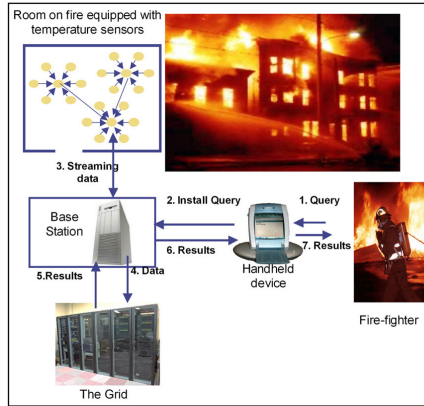 Room on fire equipped with
temperature sensors
3. Streaming
data
Base
Station
2. Install Query
1. Query
6. Results
7. Results
5.Results
4. Data
Handheld
device
Fire-fighter
The Grid